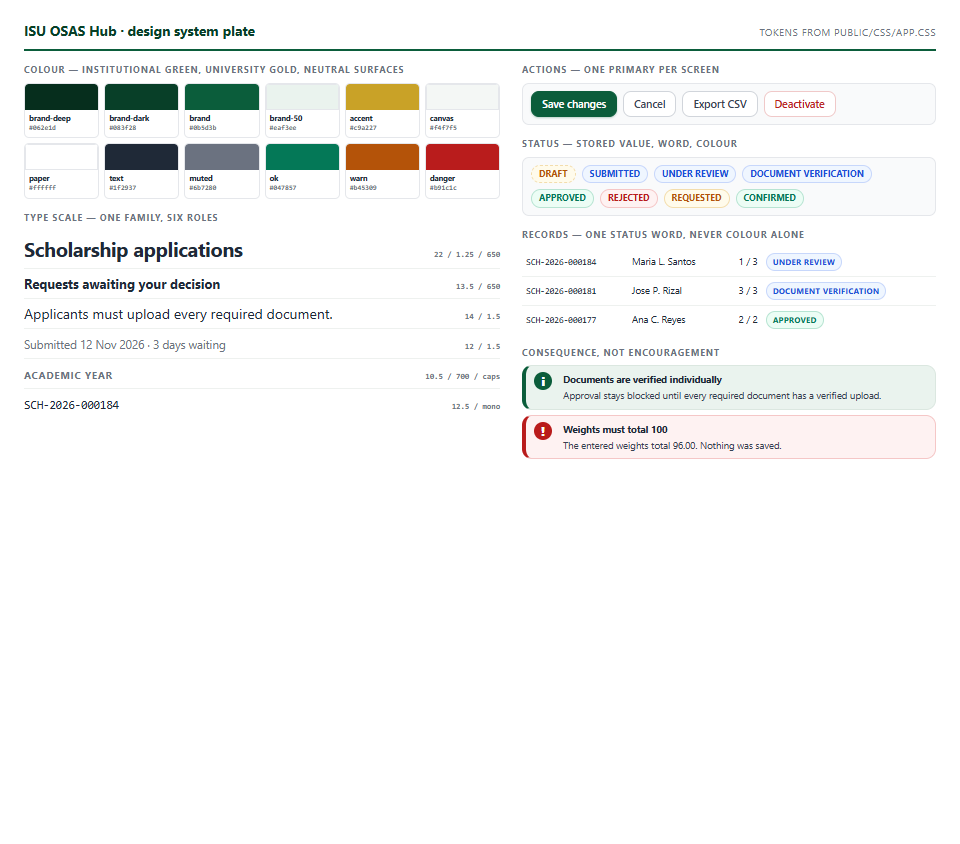 ISU OSAS Hub · design system plate
TOKENS FROM PUBLIC/CSS/APP.CSS
COLOUR — INSTITUTIONAL GREEN, UNIVERSITY GOLD, NEUTRAL SURFACES
brand-deep
#062e1d
brand-dark
#083f28
brand
#0b5d3b
brand-50
#eaf3ee
accent
#c9a227
canvas
#f4f7f5
paper
#ffffff
text
#1f2937
muted
#6b7280
ok
#047857
warn
#b45309
danger
#b91c1c
TYPE SCALE — ONE FAMILY, SIX ROLES
Scholarship applications
22 / 1.25 / 650
Requests awaiting your decision
13.5 / 650
Applicants must upload every required document.
14 / 1.5
Submitted 12 Nov 2026 · 3 days waiting
12 / 1.5
ACADEMIC YEAR
10.5 / 700 / caps
SCH-2026-000184
12.5 / mono
ACTIONS — ONE PRIMARY PER SCREEN
Save changes
Cancel
Export CSV
Deactivate
STATUS — STORED VALUE, WORD, COLOUR
DRAFT
SUBMITTED
UNDER REVIEW
DOCUMENT VERIFICATION
APPROVED
REJECTED
REQUESTED
CONFIRMED
RECORDS — ONE STATUS WORD, NEVER COLOUR ALONE
SCH-2026-000184 Maria L. Santos 1 / 3 UNDER REVIEW
SCH-2026-000181 Jose P. Rizal 3 / 3 DOCUMENT VERIFICATION
SCH-2026-000177 Ana C. Reyes 2 / 2 APPROVED
CONSEQUENCE, NOT ENCOURAGEMENT
Documents are verified individually
Approval stays blocked until every required document has a verified upload.
Weights must total 100
The entered weights total 96.00. Nothing was saved.